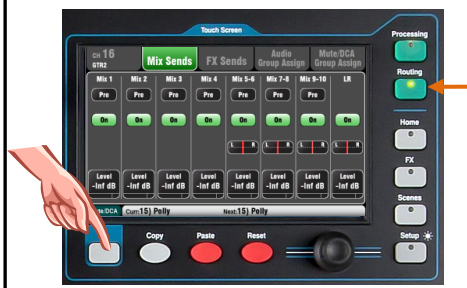 Touch Screen
Processing
CH 16
GTR2
Mix Sends
FX Sends
Audio
Group Assign
Mute/DCA
Group Assign
Routing
Mix 1 Mix 2 Mix 3 Mix 4 Mix 5-6 Mix 7-8 Mix 9-10 LR
Pre Pre Pre Pre Pre Pre Pre
On On On On On On On On
Home
L R L R L R L R
FX
Level Level Level Level Level Level Level Level
-Inf dB -Inf dB -Inf dB -Inf dB -Inf dB -Inf dB -Inf dB -Inf dB
Scenes
Mute/DCA Curr:15) Polly Next:15) Polly
Copy Paste Reset
Setup